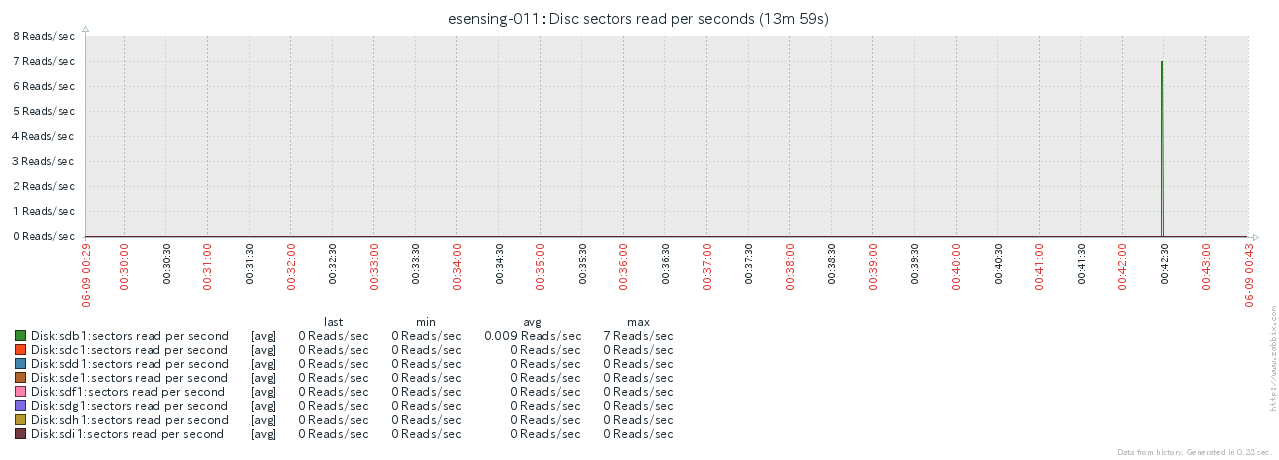 esensing-011: Disc sectors read per seconds (13m 59s)
8 Reads/sec
7 Reads/sec
6 Reads/sec
5 Reads/sec
4 Reads/sec
3 Reads/sec
2 Reads/sec
1 Reads/sec
0 Reads/sec
06-09 00:29
00:30:00
00:30:30
00:31:00
00:31:30
00:32:00
00:32:30
00:33:00
00:33:30
00:34:00
00:34:30
00:35:00
00:35:30
00:36:00
00:36:30
00:37:00
00:37:30
00:38:00
00:38:30
00:39:00
00:39:30
00:40:00
00:40:30
00:41:00
00:41:30
00:42:00
00:42:30
00:43:00
06-09 00:43
last min avg max
Disk:sdb1:sectors read per second [avg] 0 Reads/sec 0 Reads/sec 0.009 Reads/sec 7 Reads/sec
Disk:sdc1:sectors read per second [avg] 0 Reads/sec 0 Reads/sec 0 Reads/sec 0 Reads/sec
Disk:sdd1:sectors read per second [avg] 0 Reads/sec 0 Reads/sec 0 Reads/sec 0 Reads/sec
Disk:sde1:sectors read per second [avg] 0 Reads/sec 0 Reads/sec 0 Reads/sec 0 Reads/sec
Disk:sdf1:sectors read per second [avg] 0 Reads/sec 0 Reads/sec 0 Reads/sec 0 Reads/sec
Disk:sdg1:sectors read per second [avg] 0 Reads/sec 0 Reads/sec 0 Reads/sec 0 Reads/sec
Disk:sdh1:sectors read per second [avg] 0 Reads/sec 0 Reads/sec 0 Reads/sec 0 Reads/sec
Disk:sdi1:sectors read per second [avg] 0 Reads/sec 0 Reads/sec 0 Reads/sec 0 Reads/sec
http://www.zabbix.com
Data from history. Generated in 0.28 sec.